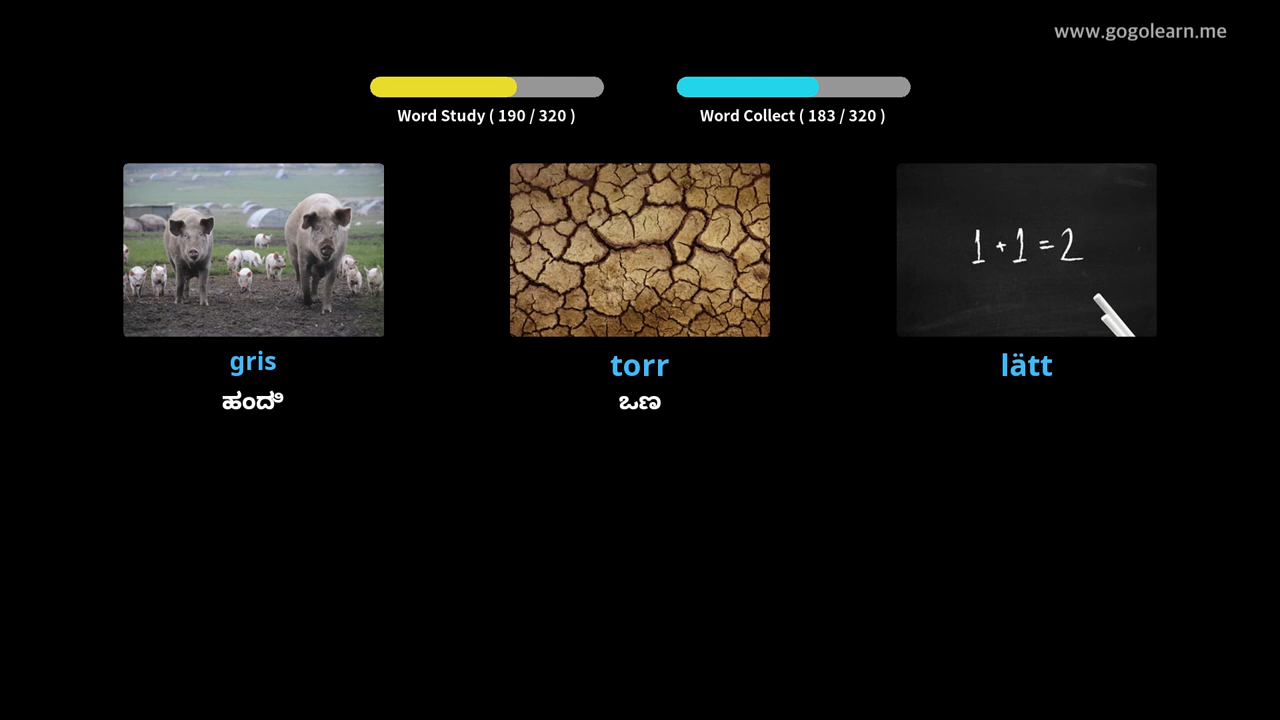 www.gogolearn.me
Word Study ( 190 / 320 )
Word Collect ( 183 / 320 )
1 + 1 = 2
gris
torr
lätt
ಹಂದಿ
ಒಣ